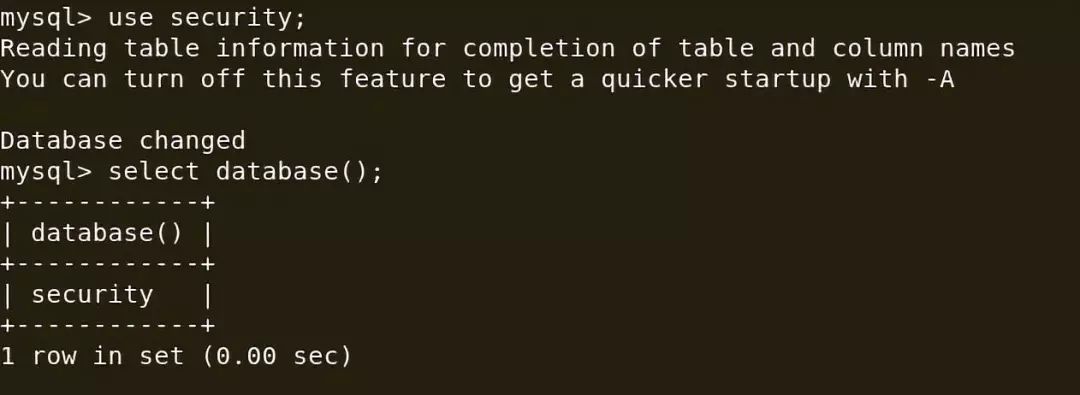 mysql> use security;
Reading table information for completion of table and column names
You can turn off this feature to get a quicker startup with -A
Database changed
mysql> select database();
+------------+
| database() |
+------------+
| security   |
+------------+
1 row in set (0.00 sec)